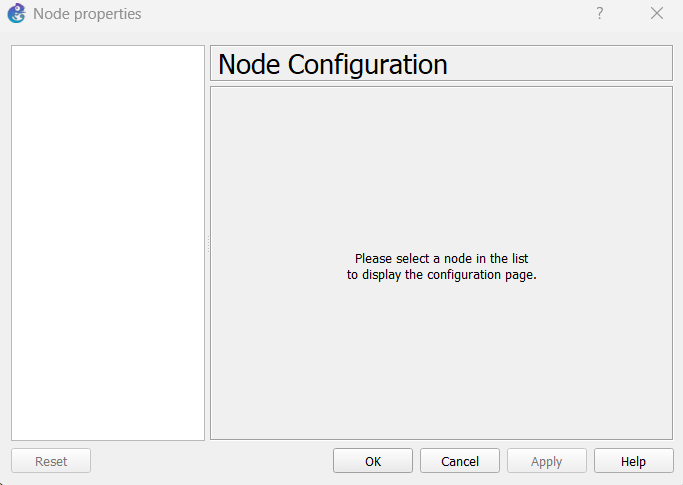 Node properties
?
Node Configuration
Please select a node in the list
to display the configuration page.
Reset
OK
Cancel
Apply
Help